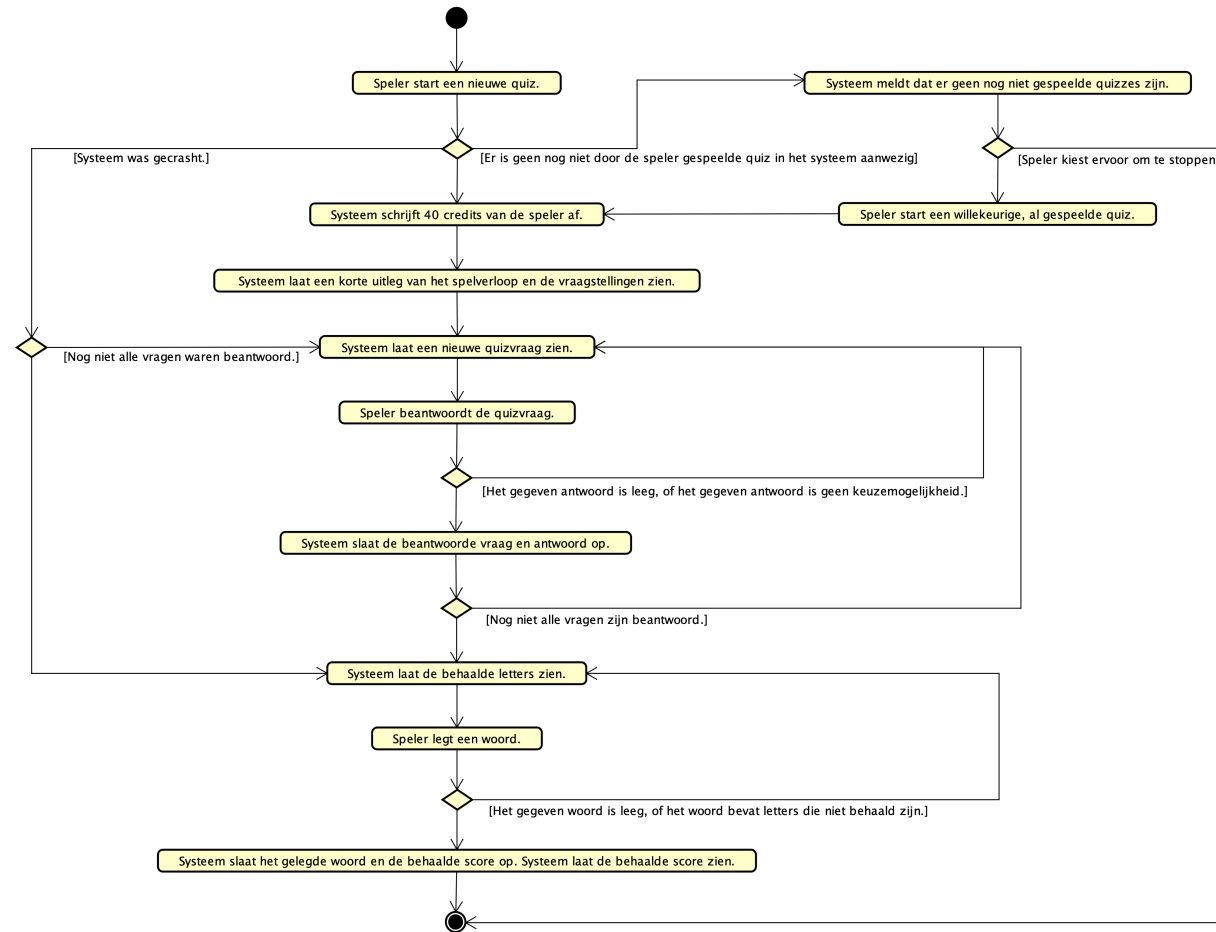 Speler start een nieuwe quiz.
Systeem meldt dat er geen nog niet gespeelde quizzes zijn.
[Systeem was gecrasht.]
[Er is geen nog niet door de speler gespeelde quiz in het systeem aanwezig]
[Speler kiest ervoor om te stoppen
Systeem schrijft 40 credits van de speler af.
Speler start een willekeurige, al gespeelde quiz.
Systeem laat een korte uitleg van het spelverloop en de vraagstellingen zien.
Systeem laat een nieuwe quizvraag zien.
[Nog niet alle vragen waren beantwoord.]
Speler beantwoordt de quizvraag.
[Het gegeven antwoord is leeg, of het gegeven antwoord is geen keuzemogelijkheid.]
Systeem slaat de beantwoorde vraag en antwoord op.
[Nog niet alle vragen zijn beantwoord.]
Systeem laat de behaalde letters zien.
Speler legt een woord.
[Het gegeven woord is leeg, of het woord bevat letters die niet behaald zijn.]
Systeem slaat het gelegde woord en de behaalde score op. Systeem laat de behaalde score zien.